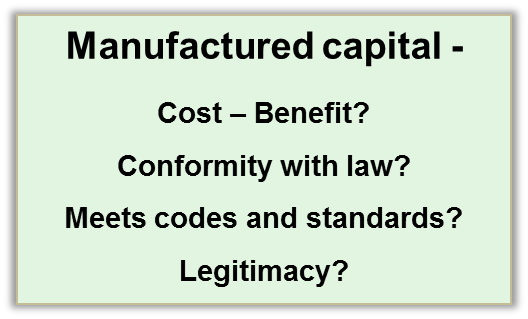 Manufactured capital -
Cost – Benefit?
Conformity with law?
Meets codes and standards?
Legitimacy?